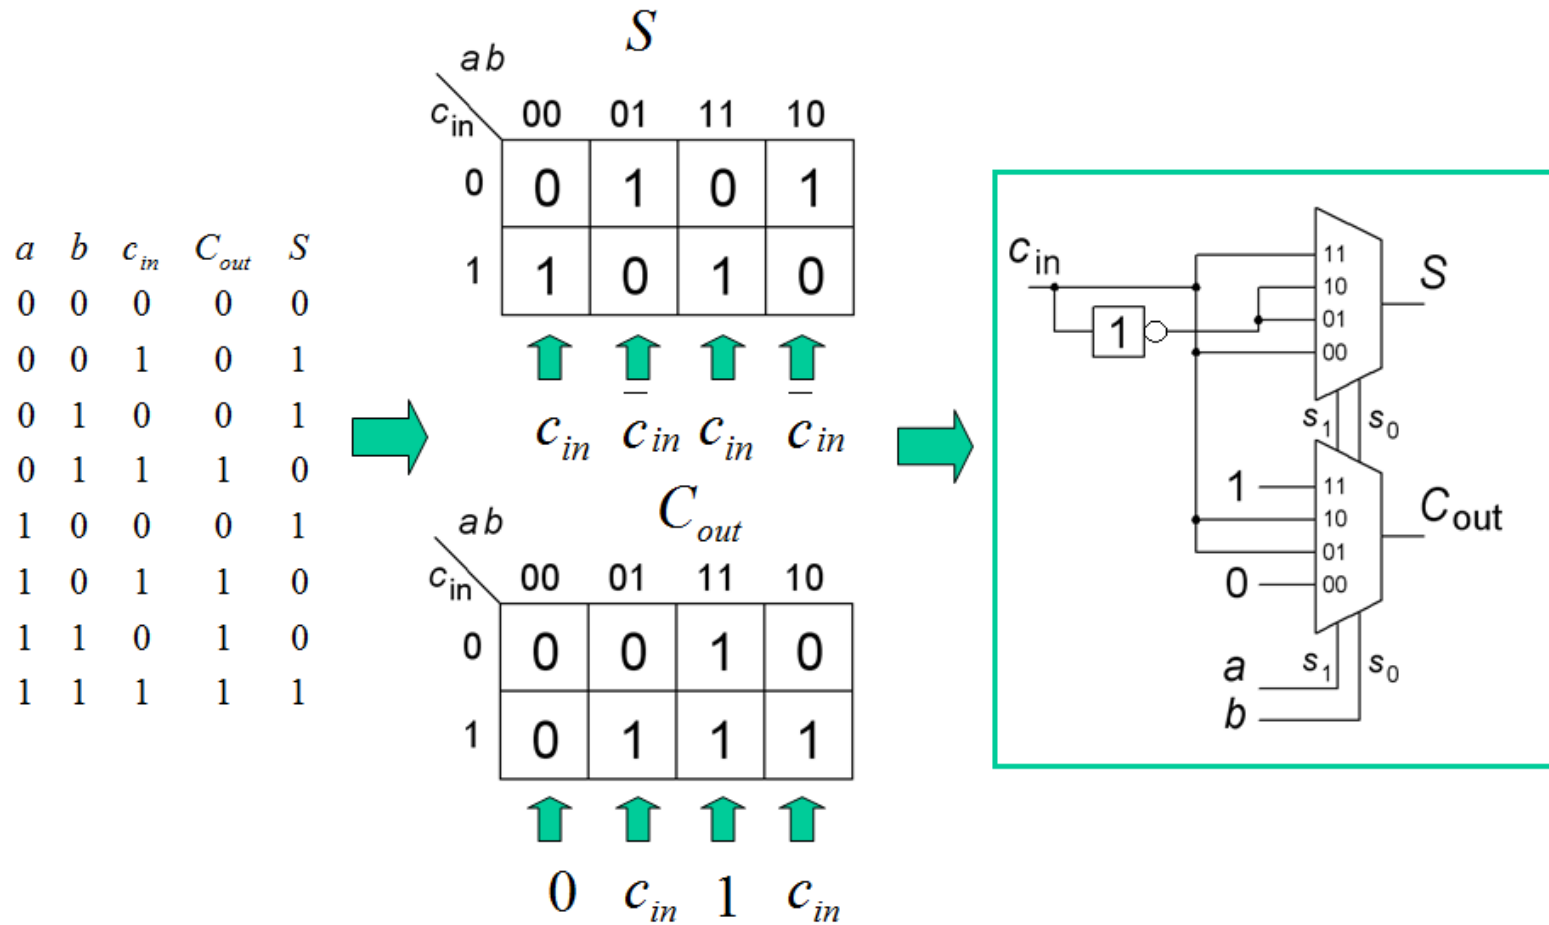 a b c_in C_out S
0 0 0 0 0
0 0 1 0 1
0 1 0 0 1
0 1 1 1 0
1 0 0 0 1
1 0 1 1 0
1 1 0 1 0
1 1 1 1 1
S
ab
c_in 00 01 11 10
0 0 1 0 1
1 1 0 1 0
c_in c̅_in c_in c̅_in
C_out
ab
c_in 00 01 11 10
0 0 0 1 0
1 0 1 1 1
0 c_in 1 c_in
c_in
1
11
10
01
00
S
s_1 s_0
1
0
11
10
01
00
C_out
s_1 s_0
a
b